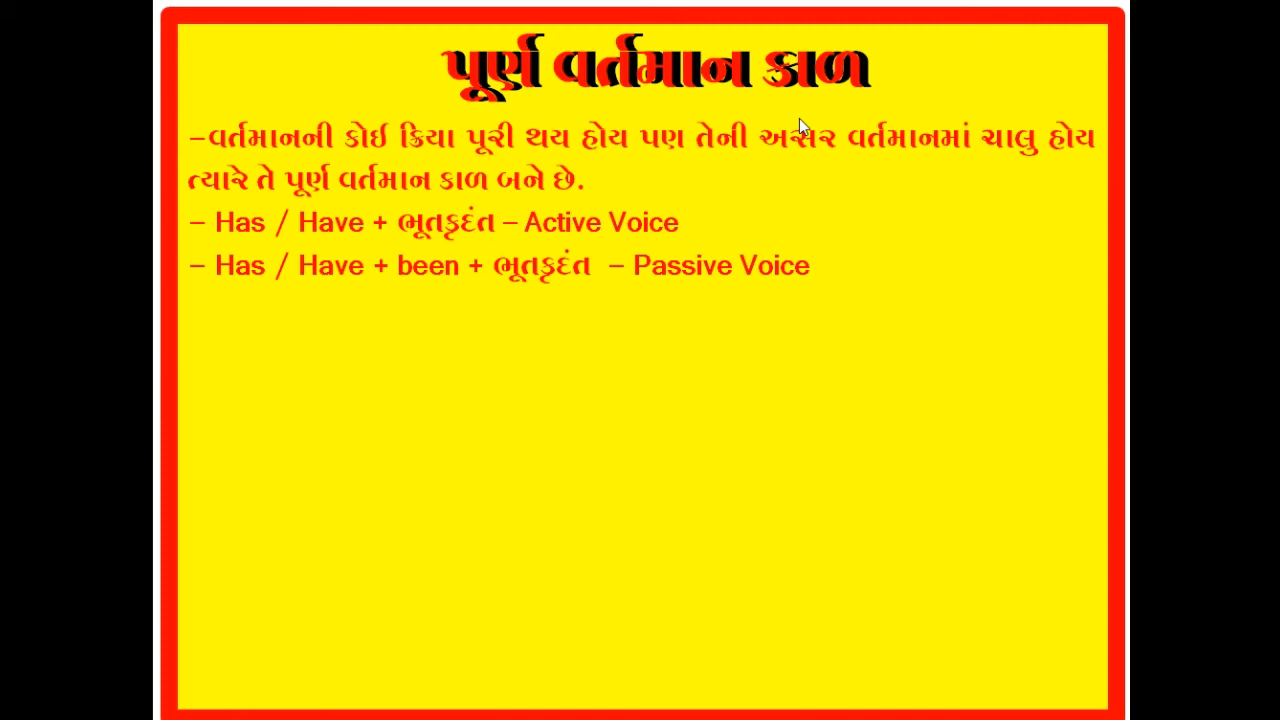 પૂર્ણ વર્તમાન કાળ
-વર્તમાનની કોઈ ક્રિયા પૂરી થય હોય પણ તેની અસર વર્તમાનમાં ચાલુ હોય
ત્યારે તે પૂર્ણ વર્તમાન કાળ બને છે.
- Has / Have + ભૂતકૃદંત - Active Voice
- Has / Have + been + ભૂતકૃદંત - Passive Voice